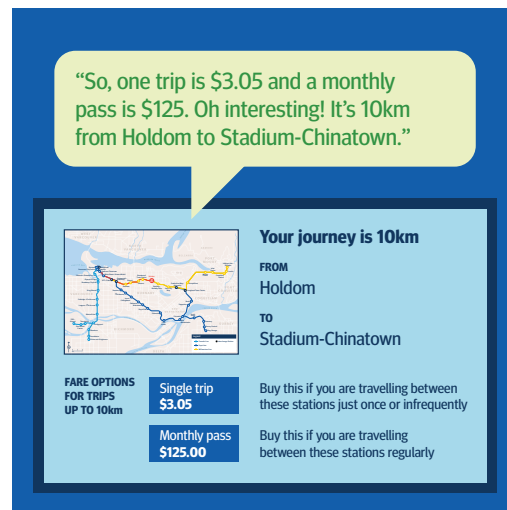 “So, one trip is $3.05 and a monthly
pass is $125. Oh interesting! It’s 10km
from Holdom to Stadium-Chinatown.”
Your journey is 10km
FROM
Holdom
TO
Stadium-Chinatown
FARE OPTIONS
FOR TRIPS
UP TO 10km
Single trip
$3.05
Buy this if you are travelling between
these stations just once or infrequently
Monthly pass
$125.00
Buy this if you are travelling
between these stations regularly